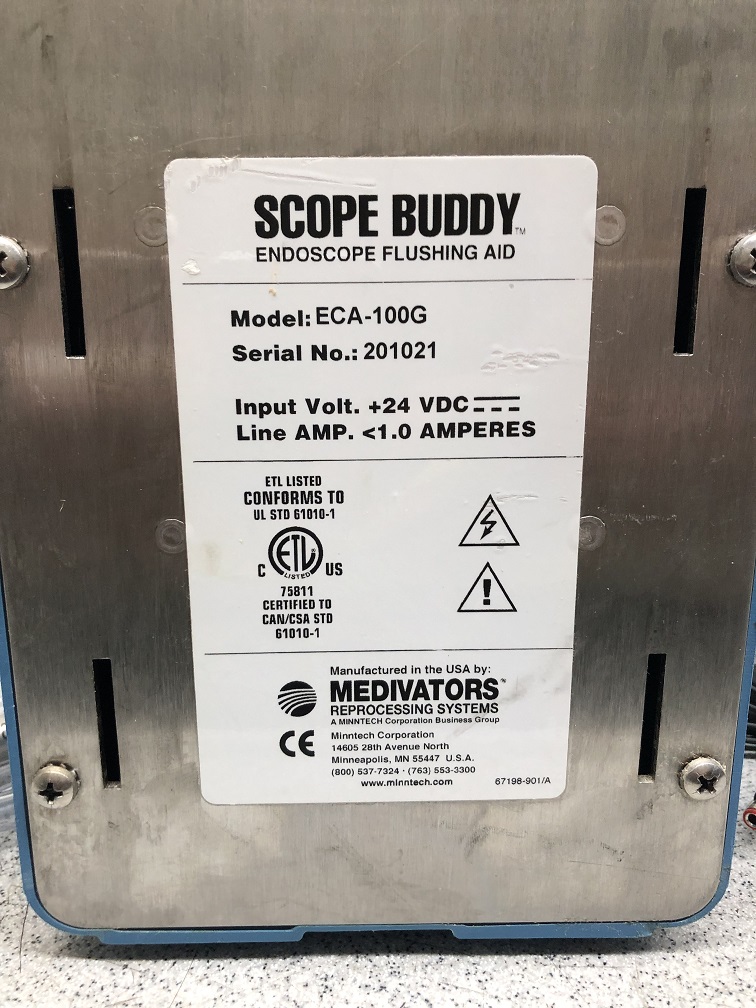 SCOPE BUDDY™
ENDOSCOPE FLUSHING AID
Model: ECA-100G
Serial No.: 201021
Input Volt. +24 VDC
Line AMP. <1.0 AMPERES
ETL LISTED
CONFORMS TO
UL STD 61010-1
C ETL® LISTED US
75811
CERTIFIED TO
CAN/CSA STD
61010-1
Manufactured in the USA by:
MEDIVATORS™
REPROCESSING SYSTEMS
A MINNTECH Corporation Business Group
CE
Minntech Corporation
14605 28th Avenue North
Minneapolis, MN 55447 U.S.A.
(800) 537-7324 · (763) 553-3300
www.minntech.com
67198-901/A